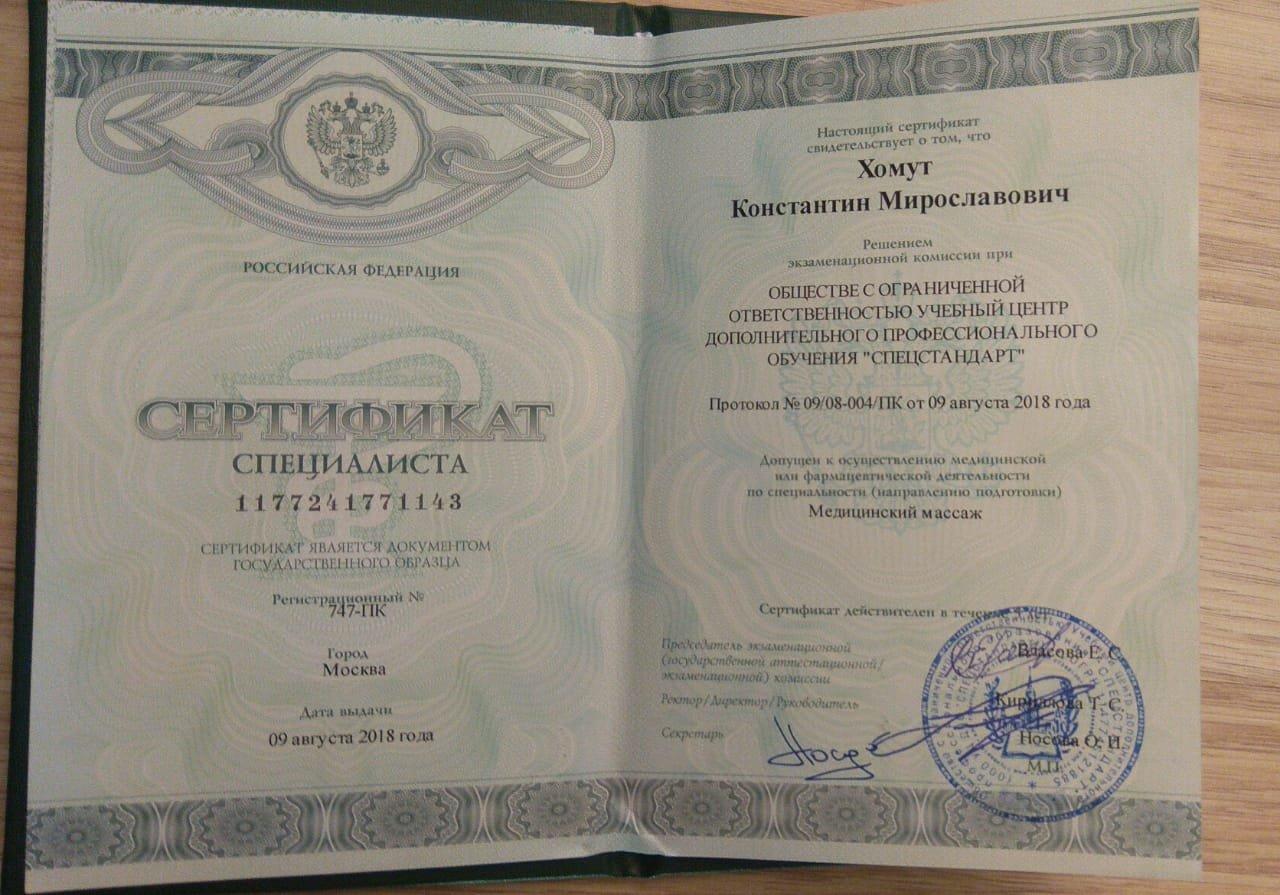 РОССИЙСКАЯ ФЕДЕРАЦИЯ
СЕРТИФИКАТ
СПЕЦИАЛИСТА
1177241771143
СЕРТИФИКАТ ЯВЛЯЕТСЯ ДОКУМЕНТОМ
ГОСУДАРСТВЕННОГО ОБРАЗЦА
Регистрационный №
747-ПК
Город
Москва
Дата выдачи
09 августа 2018 года
Настоящий сертификат
свидетельствует о том, что
Хомут
Константин Мирославович
Решением
экзаменационной комиссии при
ОБЩЕСТВЕ С ОГРАНИЧЕННОЙ
ОТВЕТСТВЕННОСТЬЮ УЧЕБНЫЙ ЦЕНТР
ДОПОЛНИТЕЛЬНОГО ПРОФЕССИОНАЛЬНОГО
ОБУЧЕНИЯ "СПЕЦСТАНДАРТ"
Протокол № 09/08-004/ПК от 09 августа 2018 года
Допущен к осуществлению медицинской
или фармацевтической деятельности
по специальности (направлению подготовки)
Медицинский массаж
Сертификат действителен в
Председатель экзаменационной
(государственной аттестационной/
экзаменационной) комиссии
Власова Е. С.
Ректор/Директор/Руководитель
Т. С.
Секретарь
Носова О. И.
М.П.